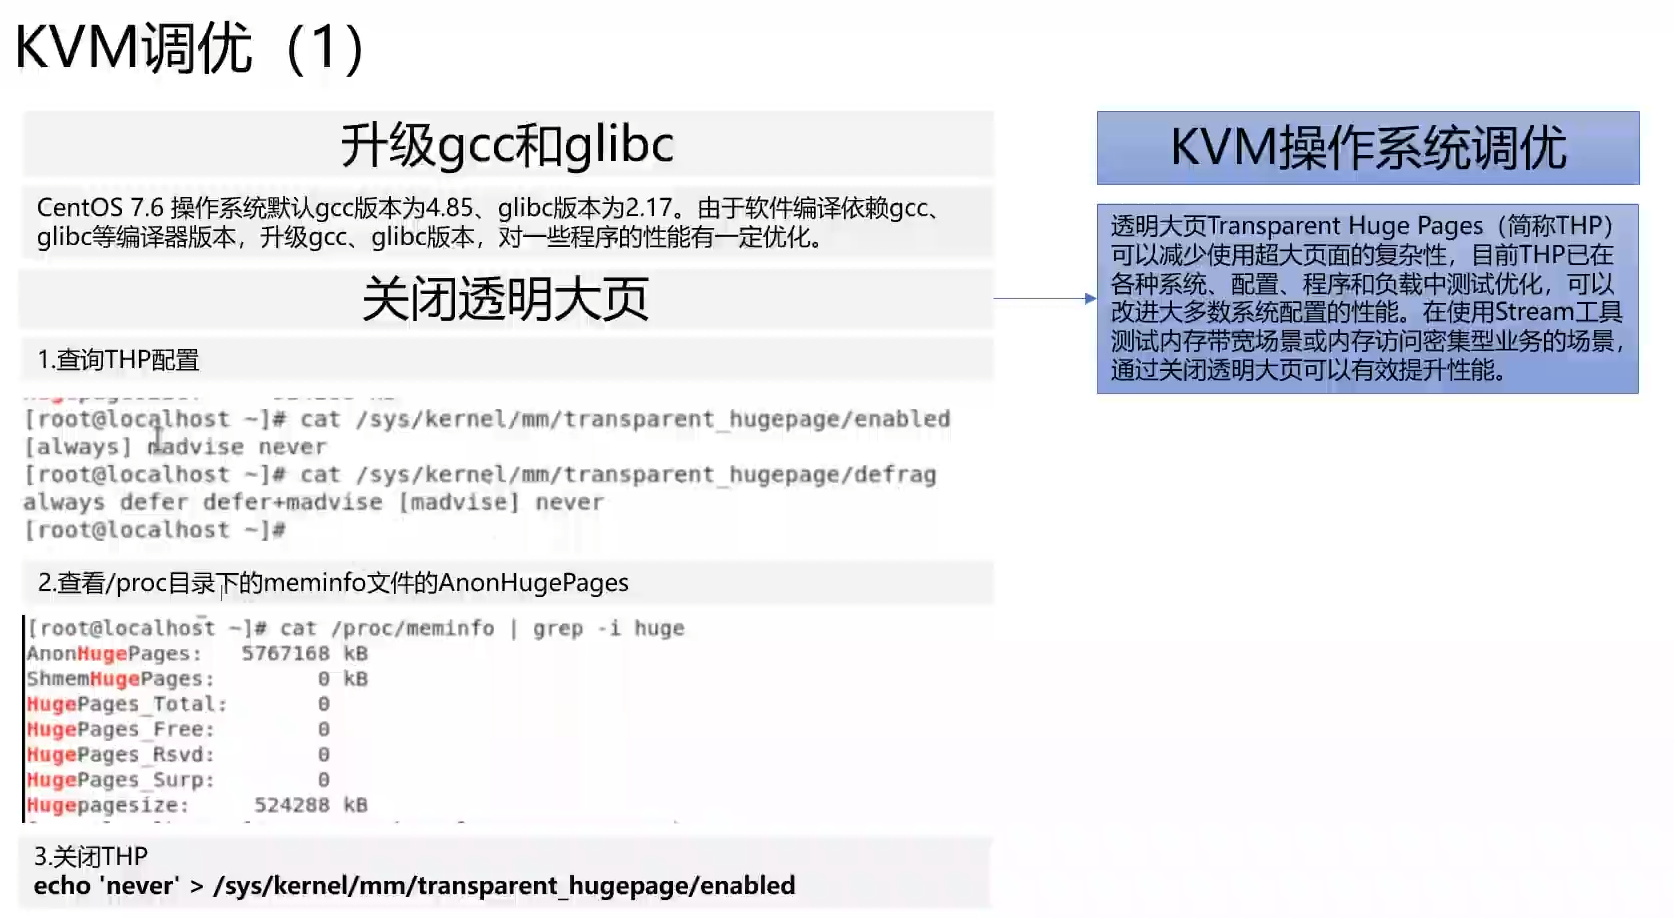 KVM调优（1）
升级gcc和glibc
CentOS 7.6 操作系统默认gcc版本为4.85、glibc版本为2.17。由于软件编译依赖gcc、
glibc等编译器版本，升级gcc、glibc版本，对一些程序的性能有一定优化。
关闭透明大页
1.查询THP配置
[root@localhost ~]# cat /sys/kernel/mm/transparent_hugepage/enabled
[always] madvise never
[root@localhost ~]# cat /sys/kernel/mm/transparent_hugepage/defrag
always defer defer+madvise [madvise] never
[root@localhost ~]#
2.查看/proc目录下的meminfo文件的AnonHugePages
[root@localhost ~]# cat /proc/meminfo | grep -i huge
AnonHugePages: 5767168 kB
ShmemHugePages: 0 kB
HugePages_Total: 0
HugePages_Free: 0
HugePages_Rsvd: 0
HugePages_Surp: 0
Hugepagesize: 524288 kB
3.关闭THP
echo 'never' > /sys/kernel/mm/transparent_hugepage/enabled
KVM操作系统调优
透明大页Transparent Huge Pages（简称THP）
可以减少使用超大页面的复杂性，目前THP已在
各种系统、配置、程序和负载中测试优化，可以
改进大多数系统配置的性能。在使用Stream工具
测试内存带宽场景或内存访问密集型业务的场景，
通过关闭透明大页可以有效提升性能。